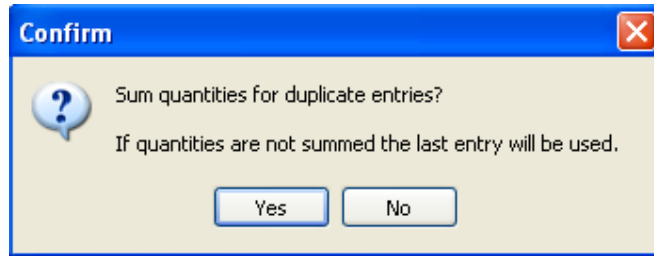 Confirm
Sum quantities for duplicate entries?
If quantities are not summed the last entry will be used.
Yes No